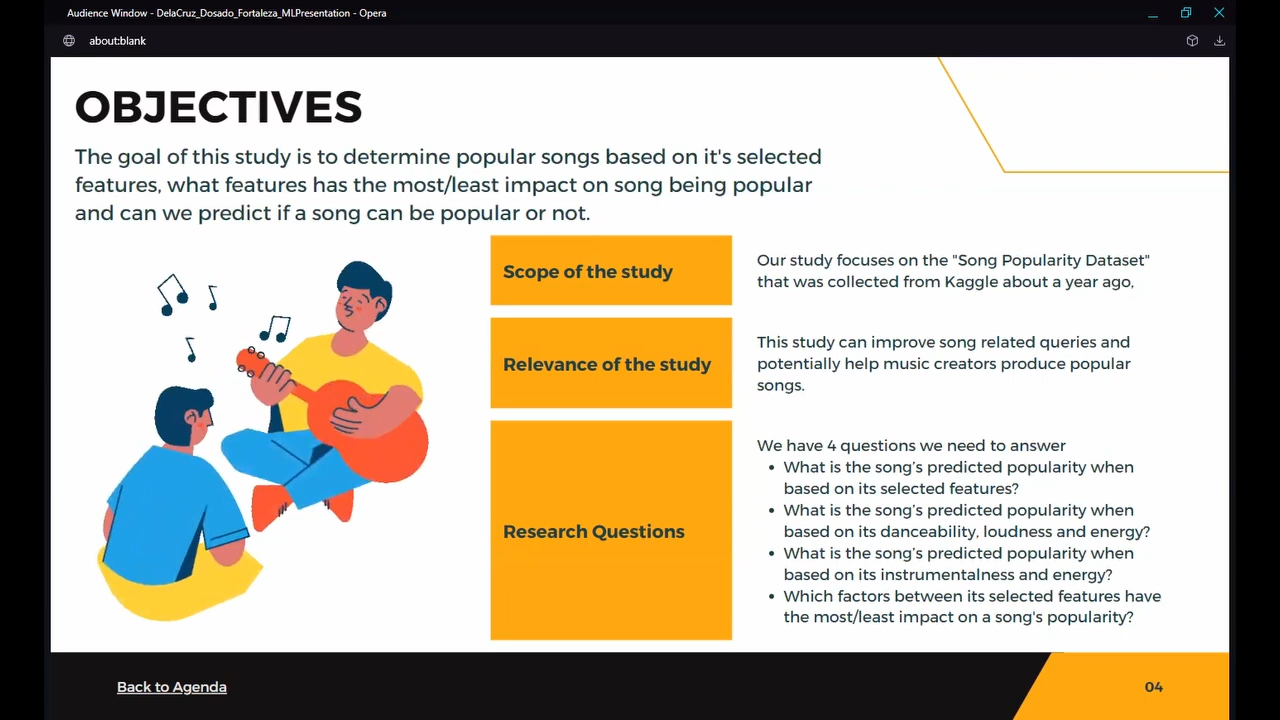 Audience Window - DelaCruz_Dosado_Fortaleza_MLPresentation - Opera
about:blank
OBJECTIVES
The goal of this study is to determine popular songs based on it's selected
features, what features has the most/least impact on song being popular
and can we predict if a song can be popular or not.
Scope of the study
Our study focuses on the "Song Popularity Dataset"
that was collected from Kaggle about a year ago,
Relevance of the study
This study can improve song related queries and
potentially help music creators produce popular
songs.
Research Questions
We have 4 questions we need to answer
• What is the song's predicted popularity when
based on its selected features?
• What is the song's predicted popularity when
based on its danceability, loudness and energy?
• What is the song's predicted popularity when
based on its instrumentalness and energy?
• Which factors between its selected features have
the most/least impact on a song's popularity?
Back to Agenda
04